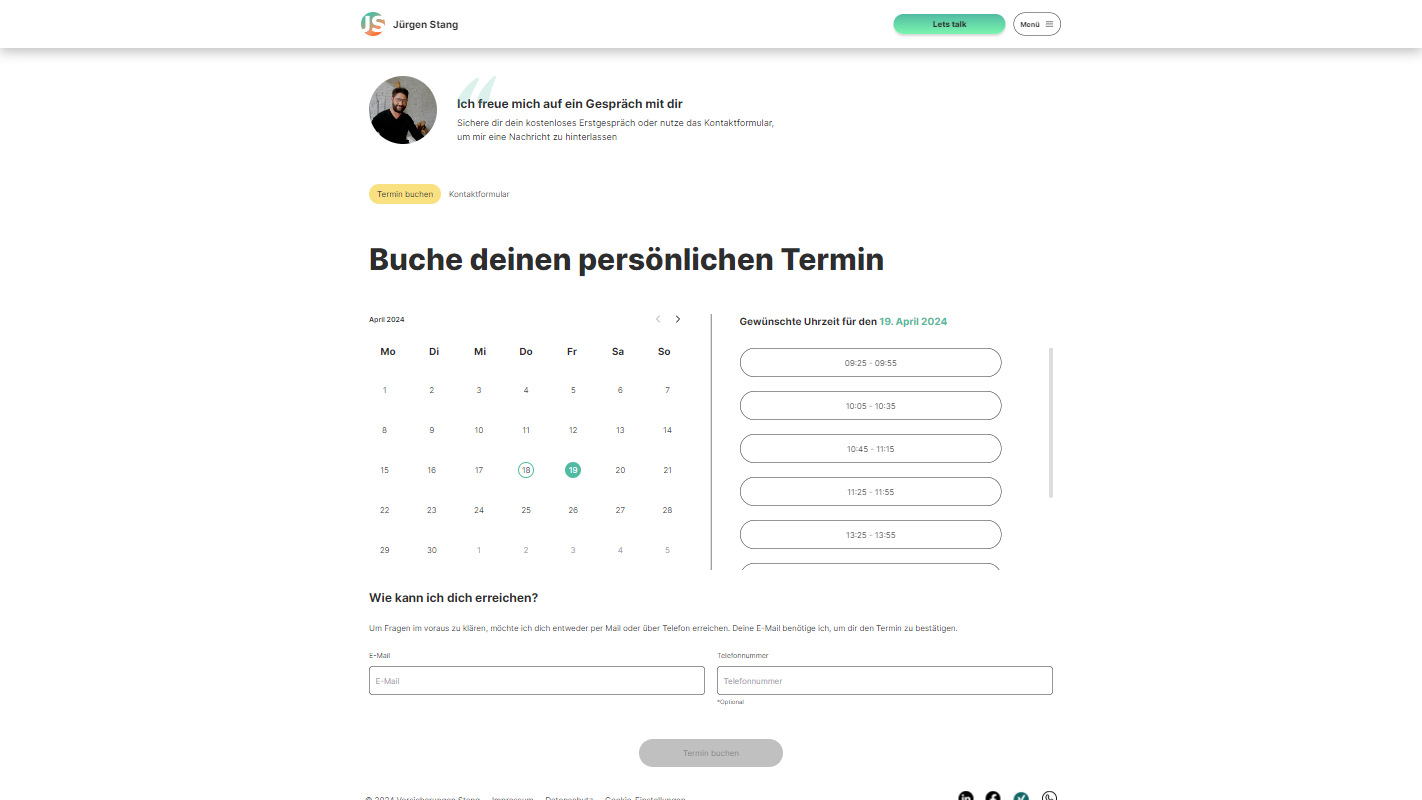 JS Jürgen Stang
Lets talk
Menü
Ich freue mich auf ein Gespräch mit dir
Sichere dir dein kostenloses Erstgespräch oder nutze das Kontaktformular,
um mir eine Nachricht zu hinterlassen
Termin buchen
Kontaktformular
Buche deinen persönlichen Termin
April 2024
Mo Di Mi Do Fr Sa So
1 2 3 4 5 6 7
8 9 10 11 12 13 14
15 16 17 18 19 20 21
22 23 24 25 26 27 28
29 30 1 2 3 4 5
Gewünschte Uhrzeit für den 19. April 2024
09:25 - 09:55
10:05 - 10:35
10:45 - 11:15
11:25 - 11:55
13:25 - 13:55
Wie kann ich dich erreichen?
Um Fragen im voraus zu klären, möchte ich dich entweder per Mail oder über Telefon erreichen. Deine E-Mail benötige ich, um dir den Termin zu bestätigen.
E-Mail
E-Mail
Telefonnummer
Telefonnummer
*Optional
Termin buchen
© 2024 Versicherungen Stang Impressum Datenschutz Cookie-Einstellungen